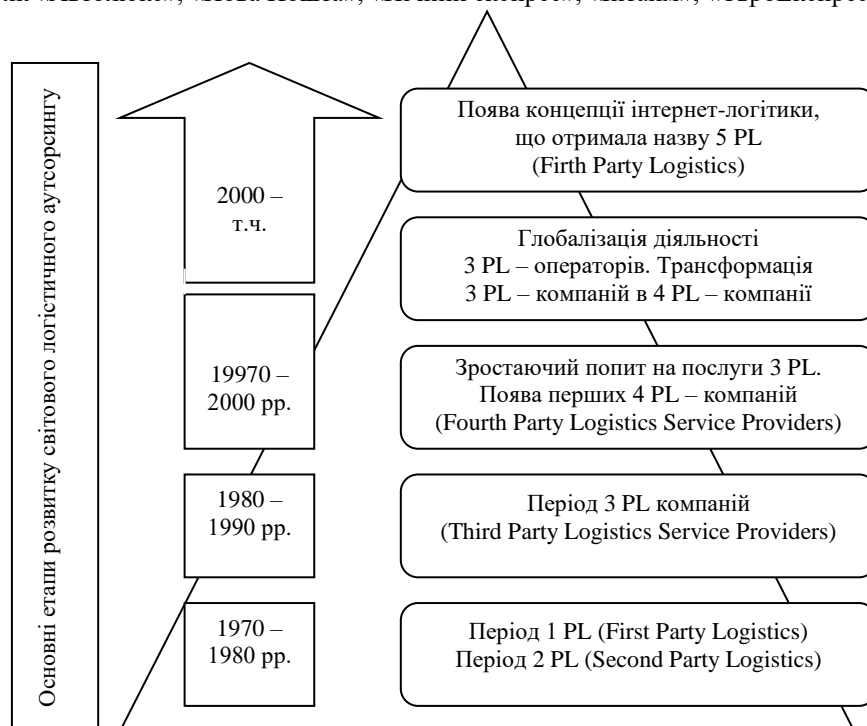 Основні етапи розвитку світового логістичного аутсорсингу
2000 –
т.ч.
Поява концепції інтернет-логітики,
що отримала назву 5 PL
(Firth Party Logistics)
Глобалізація діяльності
3 PL – операторів. Трансформація
3 PL – компаній в 4 PL – компанії
19970 –
2000 рр.
Зростаючий попит на послуги 3 PL.
Поява перших 4 PL – компаній
(Fourth Party Logistics Service Providers)
1980 –
1990 рр.
Період 3 PL компаній
(Third Party Logistics Service Providers)
1970 –
1980 рр.
Період 1 PL (First Party Logistics)
Період 2 PL (Second Party Logistics)